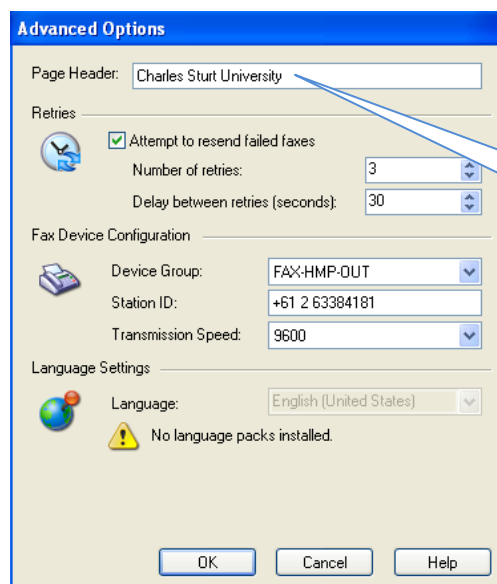 Advanced Options
Page Header: Charles Sturt University
Retries
Attempt to resend failed faxes
Number of retries: 3
Delay between retries (seconds): 30
Fax Device Configuration
Device Group: FAX-HMP-OUT
Station ID: +61 2 63384181
Transmission Speed: 9600
Language Settings
Language: English (United States)
No language packs installed.
OK Cancel Help